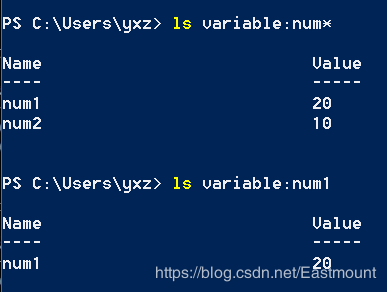 PS C:\Users\yxz> ls variable:num*
Name Value
---- -----
num1 20
num2 10
PS C:\Users\yxz> ls variable:num1
Name Value
---- -----
num1 20
https://blog.csdn.net/Eastmount